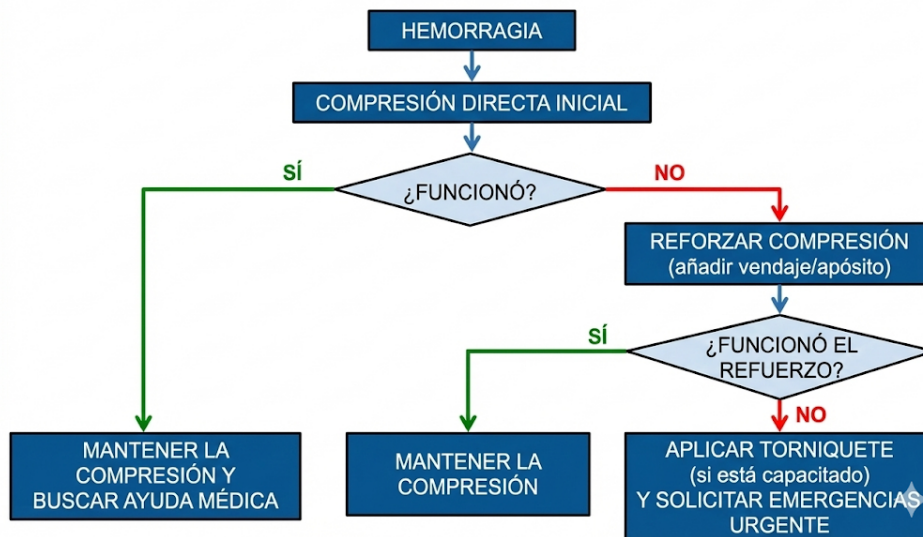 HEMORRAGIA
COMPRESIÓN DIRECTA INICIAL
¿FUNCIONÓ?
SÍ
NO
REFORZAR COMPRESIÓN
(añadir vendaje/apósito)
¿FUNCIONÓ EL
REFUERZO?
SÍ
NO
MANTENER LA
COMPRESIÓN Y
BUSCAR AYUDA MÉDICA
MANTENER LA
COMPRESIÓN
APLICAR TORNIQUETE
(si está capacitado)
Y SOLICITAR EMERGENCIAS
URGENTE